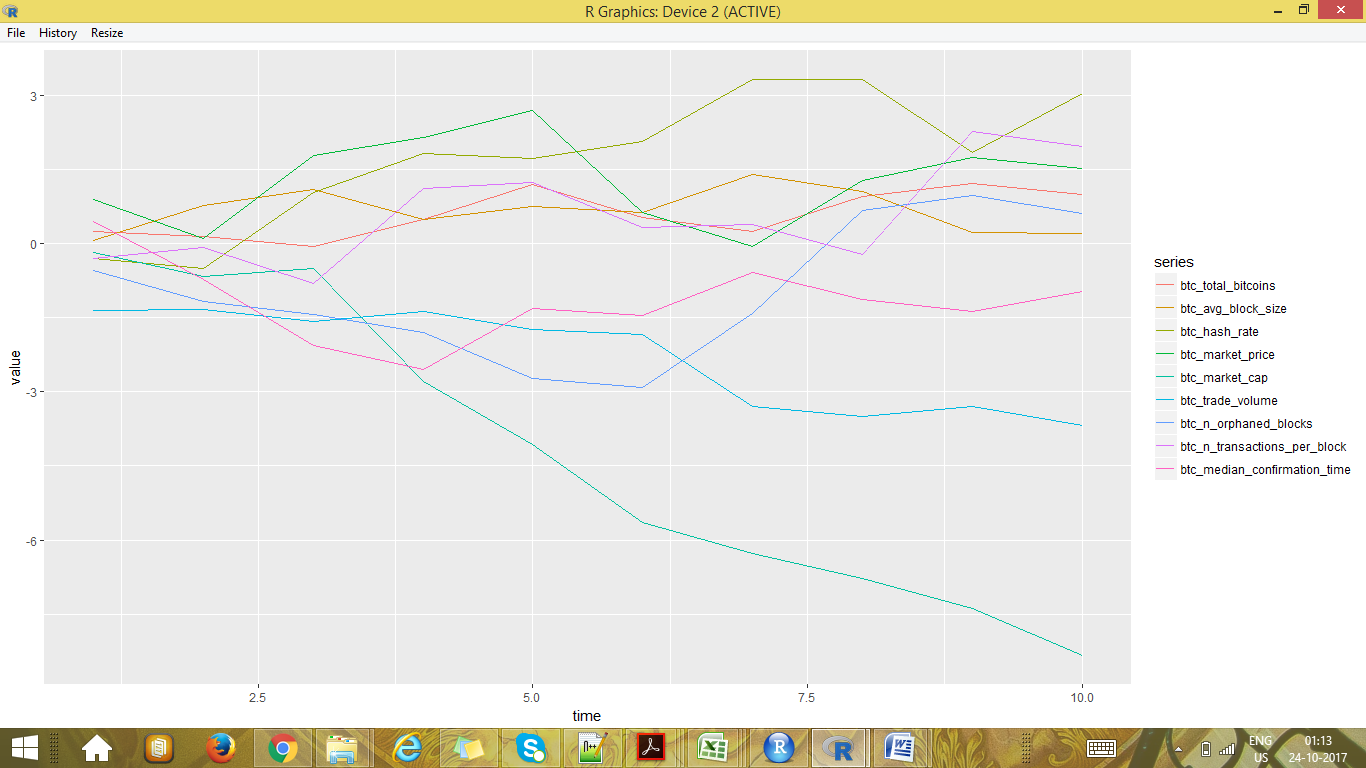 R Graphics: Device 2 (ACTIVE)
File History Resize
3
0
-3
-6
value
2.5 5.0 7.5 10.0
time
series
btc_total_bitcoins
btc_avg_block_size
btc_hash_rate
btc_market_price
btc_market_cap
btc_trade_volume
btc_n_orphaned_blocks
btc_n_transactions_per_block
btc_median_confirmation_time
ENG
US
01:13
24-10-2017